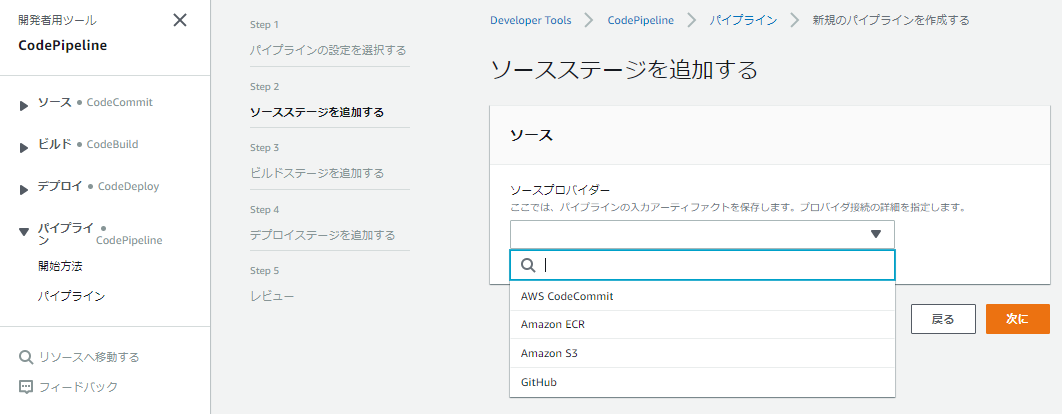 開発者用ツール
CodePipeline
ソース • CodeCommit
ビルド • CodeBuild
デプロイ • CodeDeploy
パイプライ •
ン CodePipeline
開始方法
パイプライン
リソースへ移動する
フィードバック
Step 1
パイプラインの設定を選択する
Step 2
ソースステージを追加する
Step 3
ビルドステージを追加する
Step 4
デプロイステージを追加する
Step 5
レビュー
Developer Tools > CodePipeline > パイプライン > 新規のパイプラインを作成する
ソースステージを追加する
ソース
ソースプロバイダー
ここでは、パイプラインの入力アーティファクトを保存します。プロバイダ接続の詳細を指定します。
AWS CodeCommit
Amazon ECR
Amazon S3
GitHub
戻る
次に